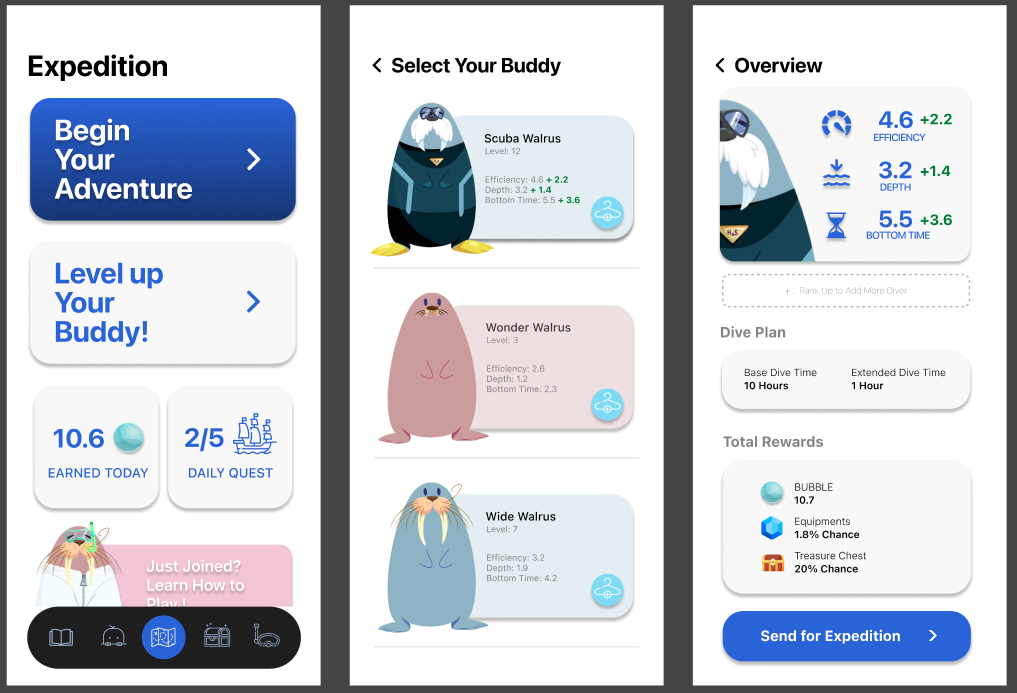 Expedition
Begin
Your
Adventure
Level up
Your
Buddy!
10.6
EARNED TODAY
2/5
DAILY QUEST
Just Joined?
Learn How to
Play !
Select Your Buddy
Scuba Walrus
Level: 12
Efficiency: 4.6 + 2.2
Depth: 3.2 + 1.4
Bottom Time: 5.5 + 3.6
Wonder Walrus
Level: 3
Efficiency: 2.6
Depth: 1.2
Bottom Time: 2.3
Wide Walrus
Level: 7
Efficiency: 3.2
Depth: 1.9
Bottom Time: 4.2
Overview
4.6 +2.2
EFFICIENCY
3.2 +1.4
DEPTH
5.5 +3.6
BOTTOM TIME
+ . Rank Up to Add More Diver
Dive Plan
Base Dive Time
10 Hours
Extended Dive Time
1 Hour
Total Rewards
BUBBLE
10.7
Equipments
1.8% Chance
Treasure Chest
20% Chance
Send for Expedition